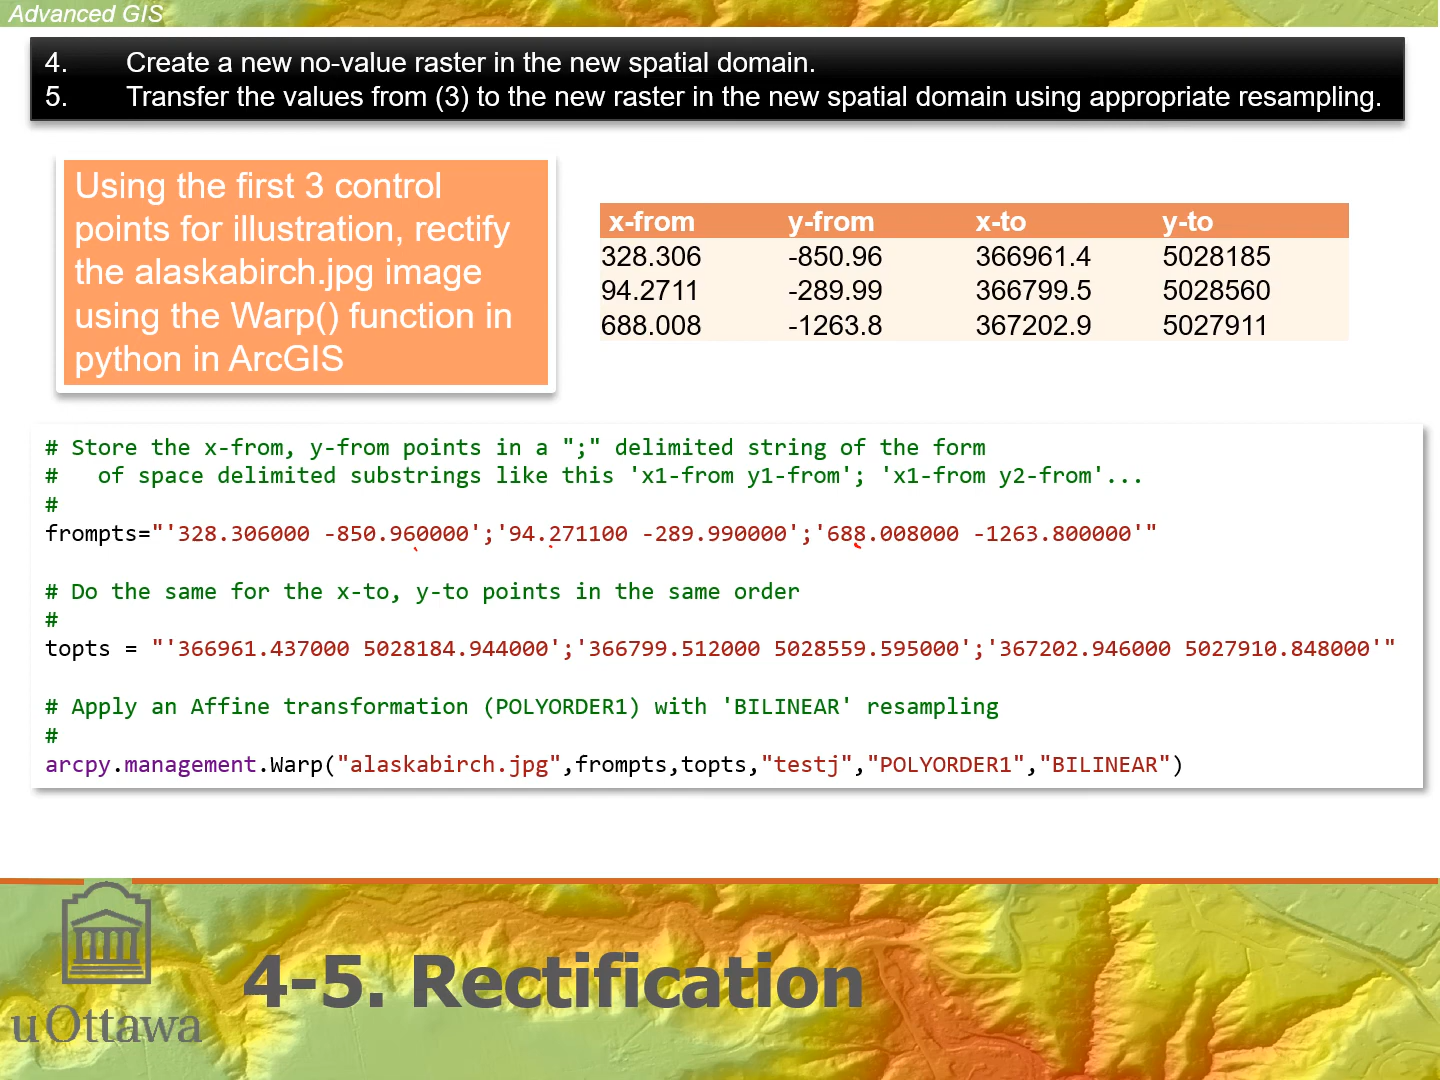 Advanced GIS
4. Create a new no-value raster in the new spatial domain.
5. Transfer the values from (3) to the new raster in the new spatial domain using appropriate resampling.
Using the first 3 control
points for illustration, rectify
the alaskabirch.jpg image
using the Warp() function in
python in ArcGIS
x-from y-from x-to y-to
328.306 -850.96 366961.4 5028185
94.2711 -289.99 366799.5 5028560
688.008 -1263.8 367202.9 5027911
# Store the x-from, y-from points in a ";" delimited string of the form
#   of space delimited substrings like this 'x1-from y1-from'; 'x1-from y2-from'...
#
frompts="'328.306000 -850.960000';'94.271100 -289.990000';'688.008000 -1263.800000'"
# Do the same for the x-to, y-to points in the same order
#
topts = "'366961.437000 5028184.944000';'366799.512000 5028559.595000';'367202.946000 5027910.848000'"
# Apply an Affine transformation (POLYORDER1) with 'BILINEAR' resampling
#
arcpy.management.Warp("alaskabirch.jpg",frompts,topts,"testj","POLYORDER1","BILINEAR")
4-5. Rectification
uOttawa